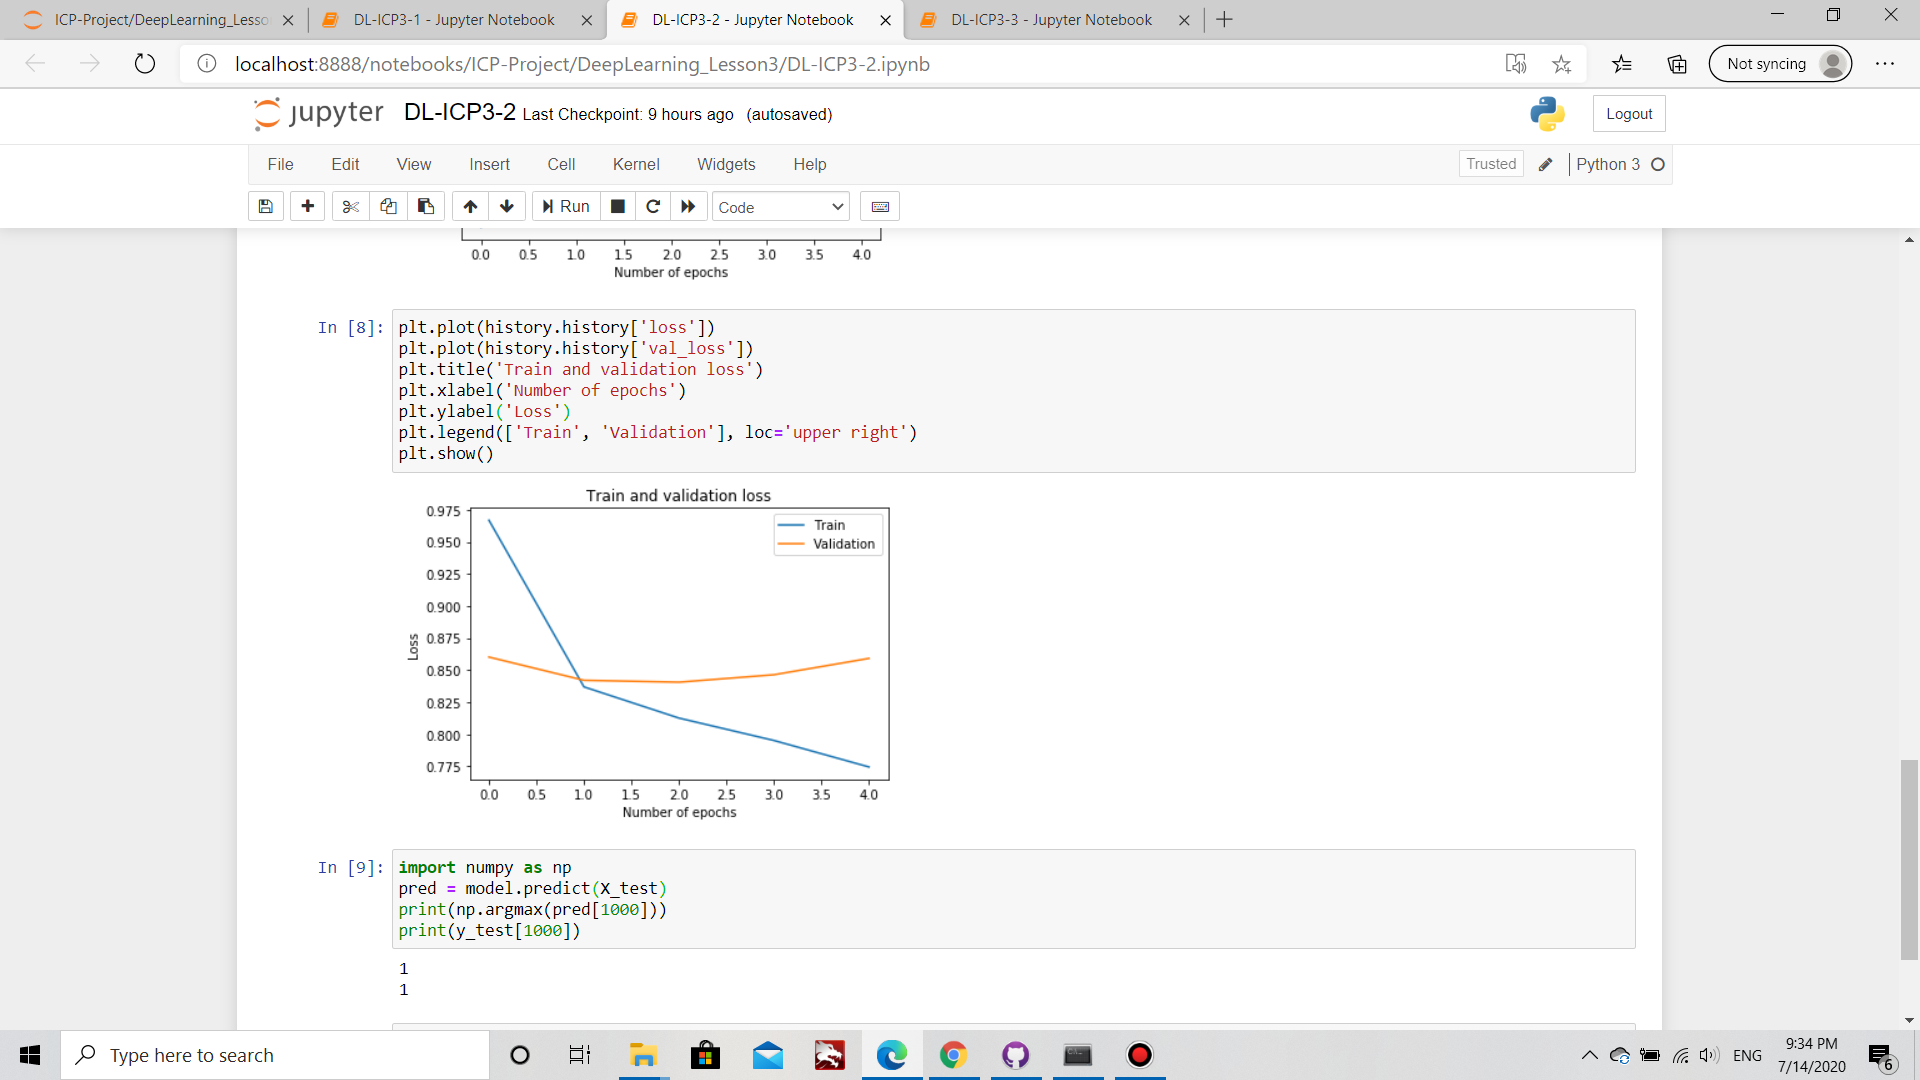 ICP-Project/DeepLearning_Lesso
DL-ICP3-1 - Jupyter Notebook
DL-ICP3-2 - Jupyter Notebook
DL-ICP3-3 - Jupyter Notebook
localhost:8888/notebooks/ICP-Project/DeepLearning_Lesson3/DL-ICP3-2.ipynb
Not syncing
jupyter DL-ICP3-2 Last Checkpoint: 9 hours ago (autosaved)
Logout
File Edit View Insert Cell Kernel Widgets Help
Trusted
Python 3
Run
Code
0.0 0.5 1.0 1.5 2.0 2.5 3.0 3.5 4.0
Number of epochs
In [8]:
plt.plot(history.history['loss'])
plt.plot(history.history['val_loss'])
plt.title('Train and validation loss')
plt.xlabel('Number of epochs')
plt.ylabel('Loss')
plt.legend(['Train', 'Validation'], loc='upper right')
plt.show()
Train and validation loss
Train
Validation
0.975
0.950
0.925
0.900
0.875
0.850
0.825
0.800
0.775
Loss
0.0 0.5 1.0 1.5 2.0 2.5 3.0 3.5 4.0
Number of epochs
In [9]:
import numpy as np
pred = model.predict(X_test)
print(np.argmax(pred[1000]))
print(y_test[1000])
1
1
Type here to search
ENG
9:34 PM
7/14/2020
6